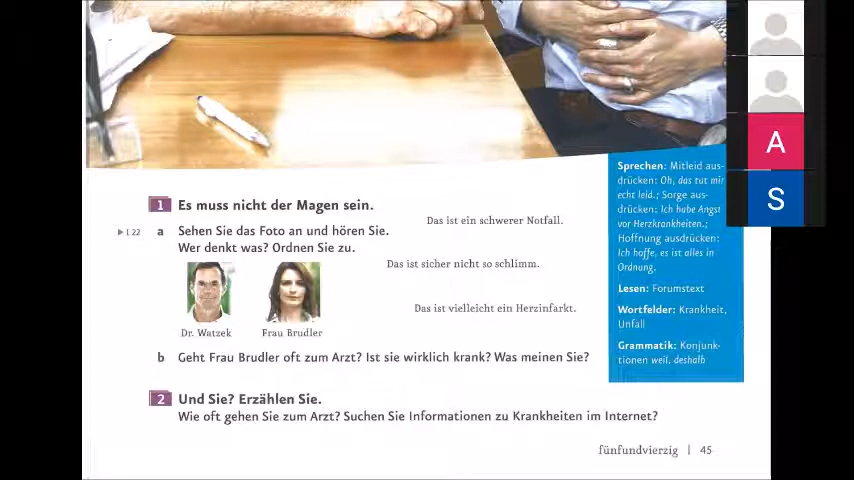 1 Es muss nicht der Magen sein.
▶ 1 22 a Sehen Sie das Foto an und hören Sie.
Wer denkt was? Ordnen Sie zu.
Das ist ein schwerer Notfall.
Das ist sicher nicht so schlimm.
Das ist vielleicht ein Herzinfarkt.
Dr. Watzek
Frau Brudler
b Geht Frau Brudler oft zum Arzt? Ist sie wirklich krank? Was meinen Sie?
2 Und Sie? Erzählen Sie.
Wie oft gehen Sie zum Arzt? Suchen Sie Informationen zu Krankheiten im Internet?
Sprechen: Mitleid aus-
drücken: Oh, das tut mir
echt leid.; Sorge aus-
drücken: Ich habe Angst
vor Herzkrankheiten.;
Hoffnung ausdrücken:
Ich hoffe, es ist alles in
Ordnung.
Lesen: Forumstext
Wortfelder: Krankheit,
Unfall
Grammatik: Konjunk-
tionen weil, deshalb
fünfundvierzig | 45
A
S